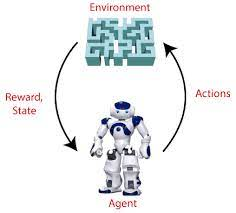 Environment
Reward,
State
Actions
Agent